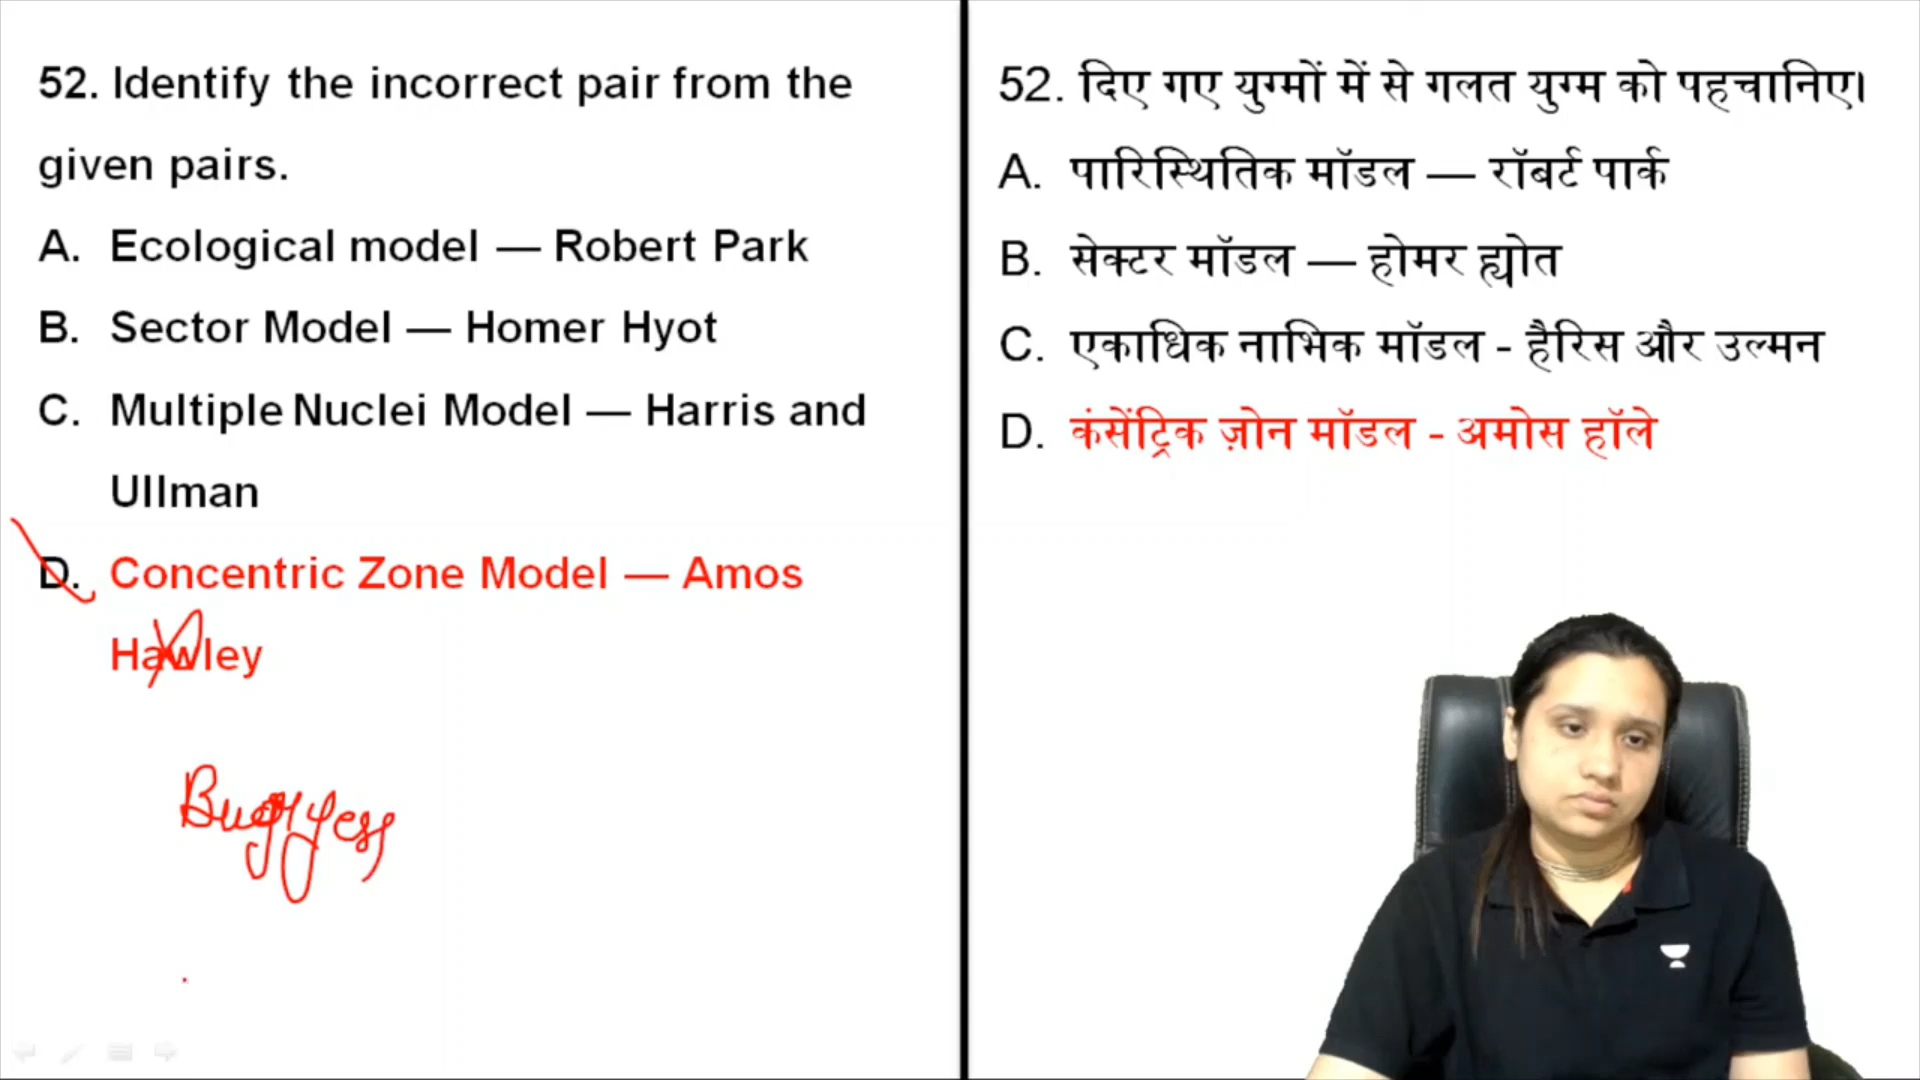 52. Identify the incorrect pair from the
given pairs.
A. Ecological model — Robert Park
B. Sector Model — Homer Hyot
C. Multiple Nuclei Model — Harris and
Ullman
D. Concentric Zone Model — Amos
Hawley
52. दिए गए युग्मों में से गलत युग्म को पहचानिए।
A. पारिस्थितिक मॉडल — रॉबर्ट पार्क
B. सेक्टर मॉडल — होमर ह्योत
C. एकाधिक नाभिक मॉडल - हैरिस और उल्मन
D. कंसेंट्रिक ज़ोन मॉडल - अमोस हॉले